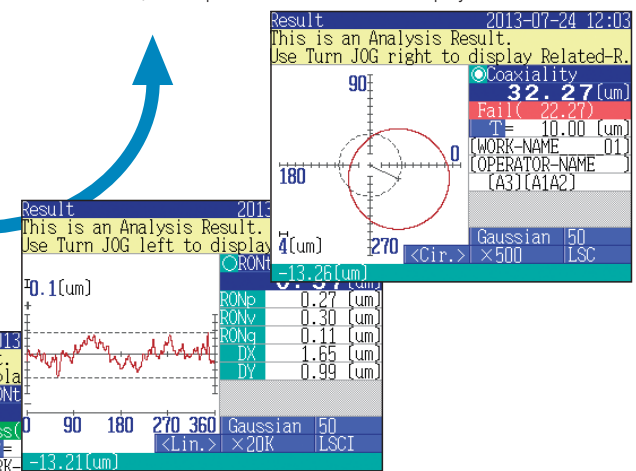 Result 2013-07-24 12:03
This is an Analysis Result.
Use Turn JOG right to display Related-R.
◎Coaxiality
32.27[um]
Fail( 22.27)
T= 10.00 [um]
[WORK-NAME 01]
[OPERATOR-NAME ]
[A3][A1A2]
90
180
0
270
4[um]
<Cir.>
Gaussian 50
×500 LSC
-13.26[um]
Result 2013
This is an Analysis Result.
Use Turn JOG left to display
○RONt
0.1[um]
RONp 0.27 [um]
RONv 0.30 [um]
RONq 0.11 [um]
DX 1.65 [um]
DY 0.99 [um]
0 90 180 270 360
<Lin.>
Gaussian 50
×20K LSCI
-13.21[um]